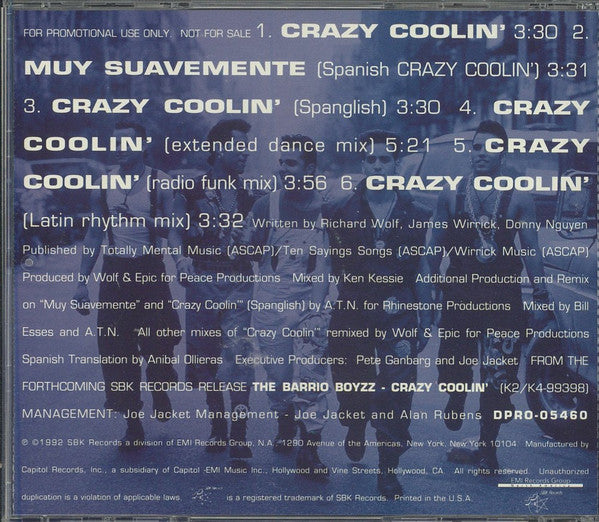 FOR PROMOTIONAL USE ONLY, NOT FOR SALE 1. CRAZY COOLIN' 3:30 2.
MUY SUAVEMENTE (Spanish CRAZY COOLIN') 3:31
3. CRAZY COOLIN' (Spanglish) 3:30 4. CRAZY
COOLIN' (extended dance mix) 5:21 5. CRAZY
COOLIN' (radio funk mix) 3:56 6. CRAZY COOLIN'
(Latin rhythm mix) 3:32 Written by Richard Wolf, James Wirrick, Donny Nguyen
Published by Totally Mental Music (ASCAP)/Ten Sayings Songs (ASCAP)/Wirrick Music (ASCAP)
Produced by Wolf & Epic for Peace Productions Mixed by Ken Kessie Additional Production and Remix
on "Muy Suavemente" and "Crazy Coolin'" (Spanglish) by A.T.N. for Rhinestone Productions Mixed by Bill
Esses and A.T.N. "All other mixes of "Crazy Coolin'" remixed by Wolf & Epic for Peace Productions
Spanish Translation by Anibal Ollieras Executive Producers: Pete Ganbarg and Joe Jacket FROM THE
FORTHCOMING SBK RECORDS RELEASE THE BARRIO BOYZZ - CRAZY COOLIN' (K2/K4-99398)
MANAGEMENT: Joe Jacket Management - Joe Jacket and Alan Rubens DPRO-05460
℗ ©1992 SBK Records a division of EMI Records Group, N.A., 1290 Avenue of the Americas, New York, New York 10104 Manufactured by
Capitol Records, Inc., a subsidiary of Capitol -EMI Music Inc., Hollywood and Vine Streets, Hollywood, CA. All rights reserved. Unauthorized
EMI Records Group
duplication is a violation of applicable laws. is a registered trademark of SBK Records. Printed in the U.S.A.